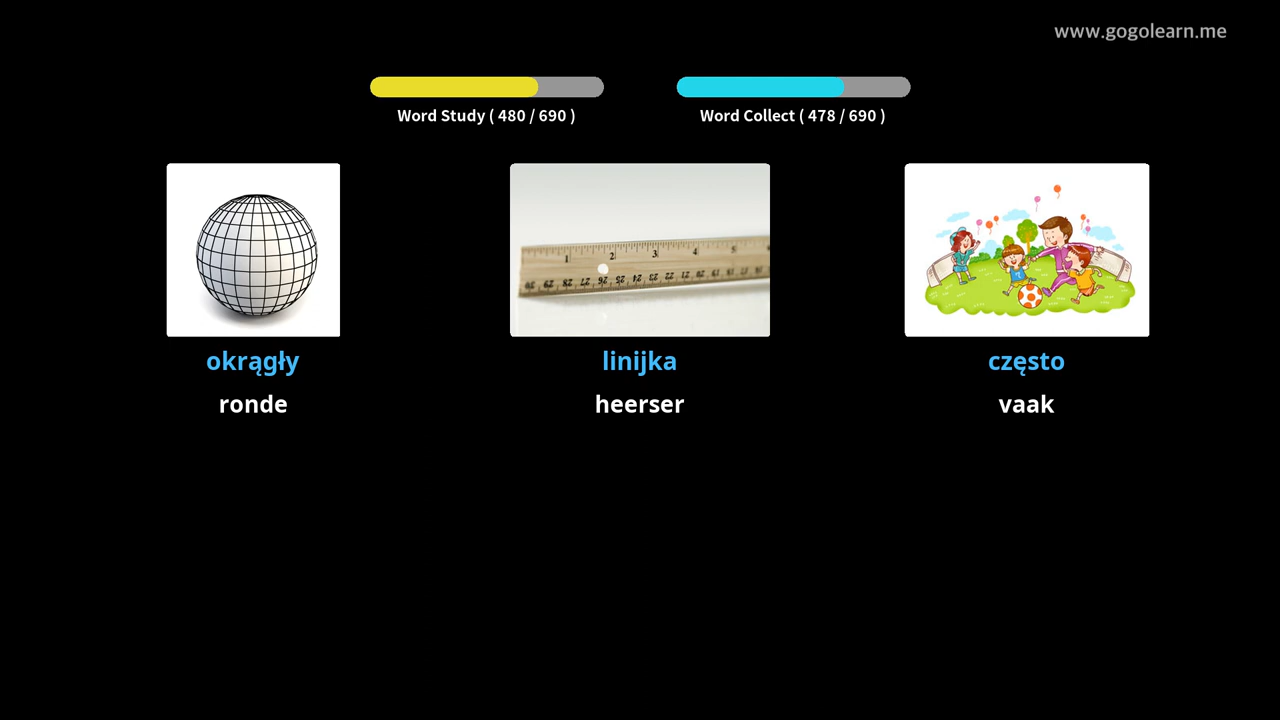 www.gogolearn.me
Word Study ( 480 / 690 )
Word Collect ( 478 / 690 )
okrągły
linijka
często
ronde
heerser
vaak